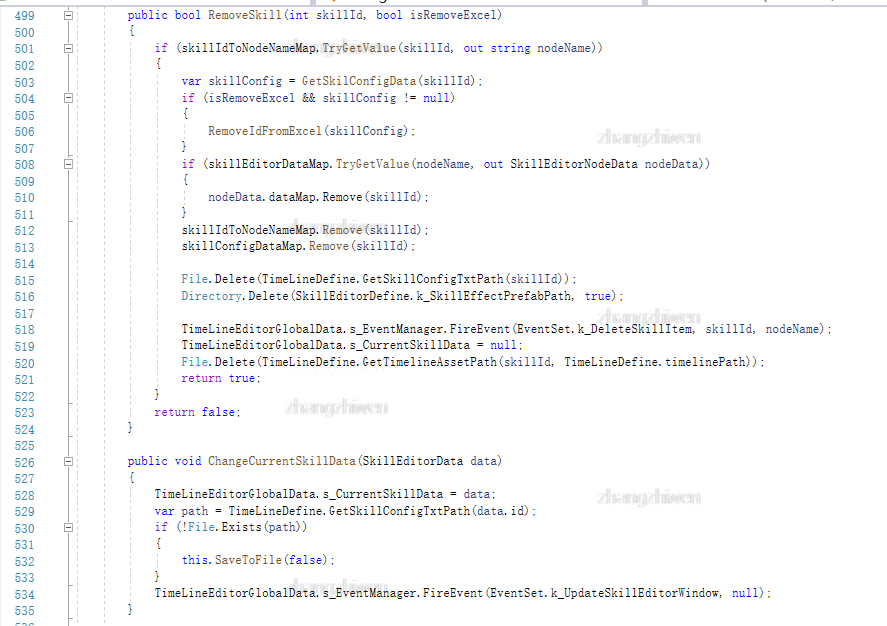 499 public bool RemoveSkill(int skillId, bool isRemoveExcel)
500 {
501 if (skillIdToNodeNameMap.TryGetValue(skillId, out string nodeName))
502 {
503 var skillConfig = GetSkilConfigData(skillId);
504 if (isRemoveExcel && skillConfig != null)
505 {
506 RemoveIdFromExcel(skillConfig);
507 }
508 if (skillEditorDataMap.TryGetValue(nodeName, out SkillEditorNodeData nodeData))
509 {
510 nodeData.dataMap.Remove(skillId);
511 }
512 skillIdToNodeNameMap.Remove(skillId);
513 skillConfigDataMap.Remove(skillId);
514
515 File.Delete(TimeLineDefine.GetSkillConfigTxtPath(skillId));
516 Directory.Delete(SkillEditorDefine.k_SkillEffectPrefabPath, true);
517
518 TimeLineEditorGlobalData.s_EventManager.FireEvent(EventSet.k_DeleteSkillItem, skillId, nodeName);
519 TimeLineEditorGlobalData.s_CurrentSkillData = null;
520 File.Delete(TimeLineDefine.GetTimelineAssetPath(skillId, TimeLineDefine.timelinePath));
521 return true;
522 }
523 return false;
524 }
525
526 public void ChangeCurrentSkillData(SkillEditorData data)
527 {
528 TimeLineEditorGlobalData.s_CurrentSkillData = data;
529 var path = TimeLineDefine.GetSkillConfigTxtPath(data.id);
530 if (!File.Exists(path))
531 {
532 this.SaveToFile(false);
533 }
534 TimeLineEditorGlobalData.s_EventManager.FireEvent(EventSet.k_UpdateSkillEditorWindow, null);
535 }
zhangzhiwen
zhangzhiwen
zhangzhiwen
zhangzhiwen